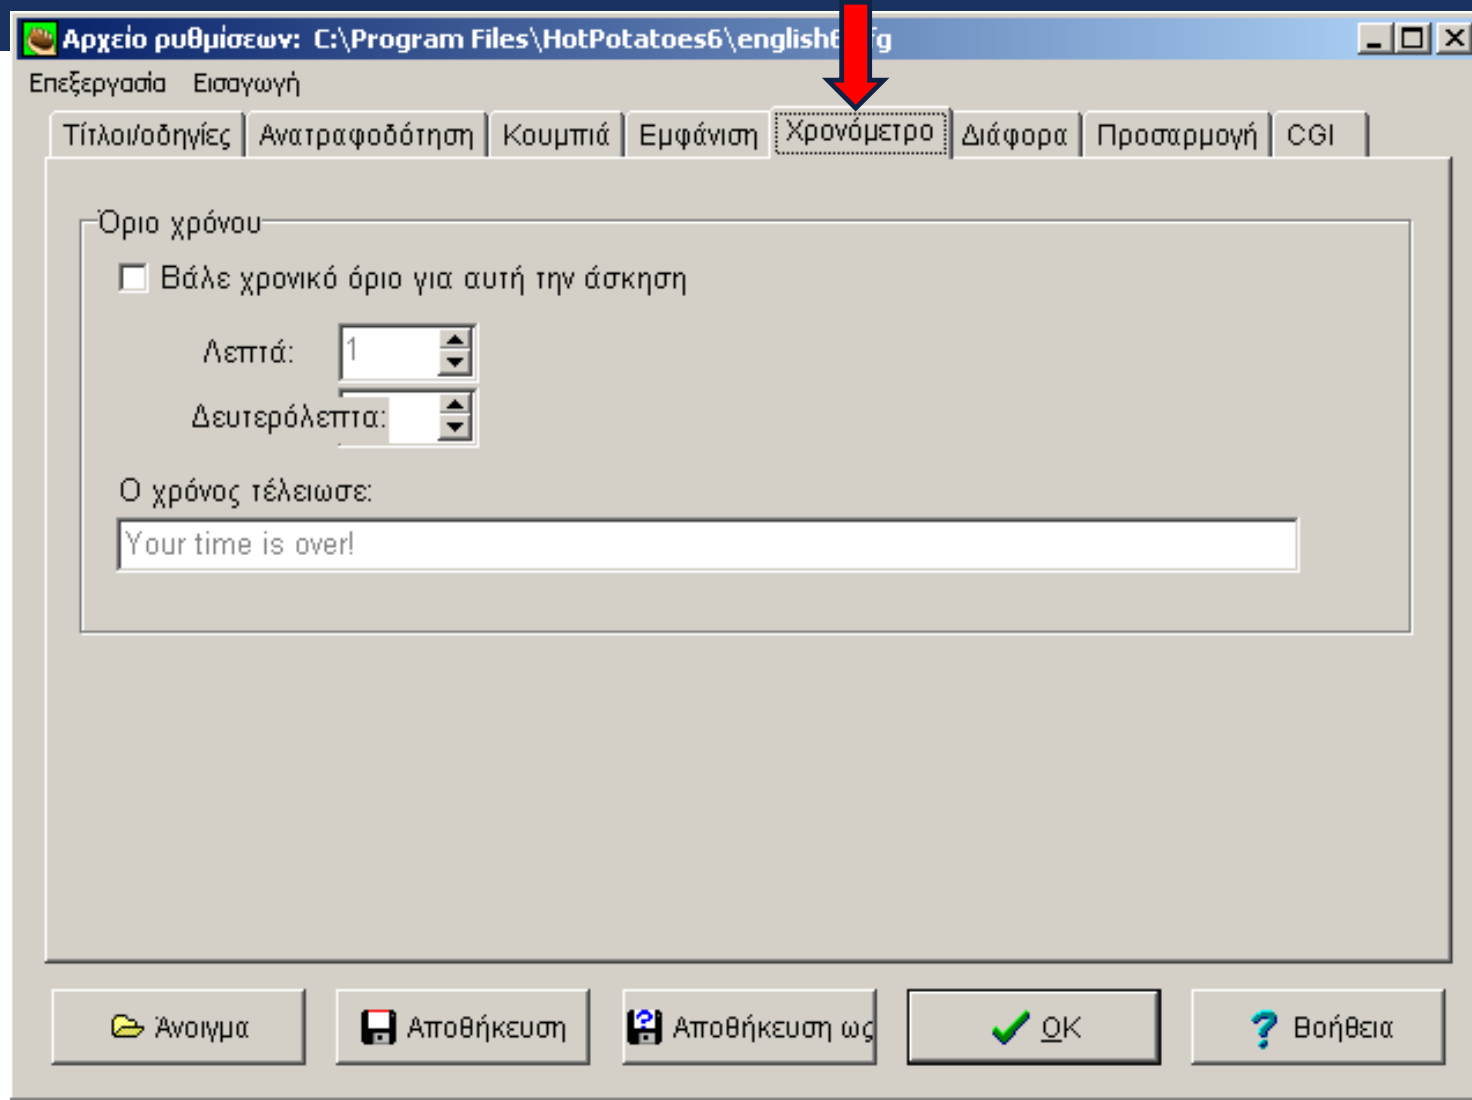 Αρχείο ρυθμίσεων: C:\Program Files\HotPotatoes6\english6 fg
Επεξεργασία Εισαγωγή
Τίτλοι/οδηγίες Ανατραφοδότηση Κουμπιά Εμφάνιση Χρονόμετρο Διάφορα Προσαρμογή CGI
Όριο χρόνου
Βάλε χρονικό όριο για αυτή την άσκηση
Λεπτά: 1
Δευτερόλεπτα:
Ο χρόνος τέλειωσε:
Your time is over!
Άνοιγμα Αποθήκευση Αποθήκευση ως OK Βοήθεια